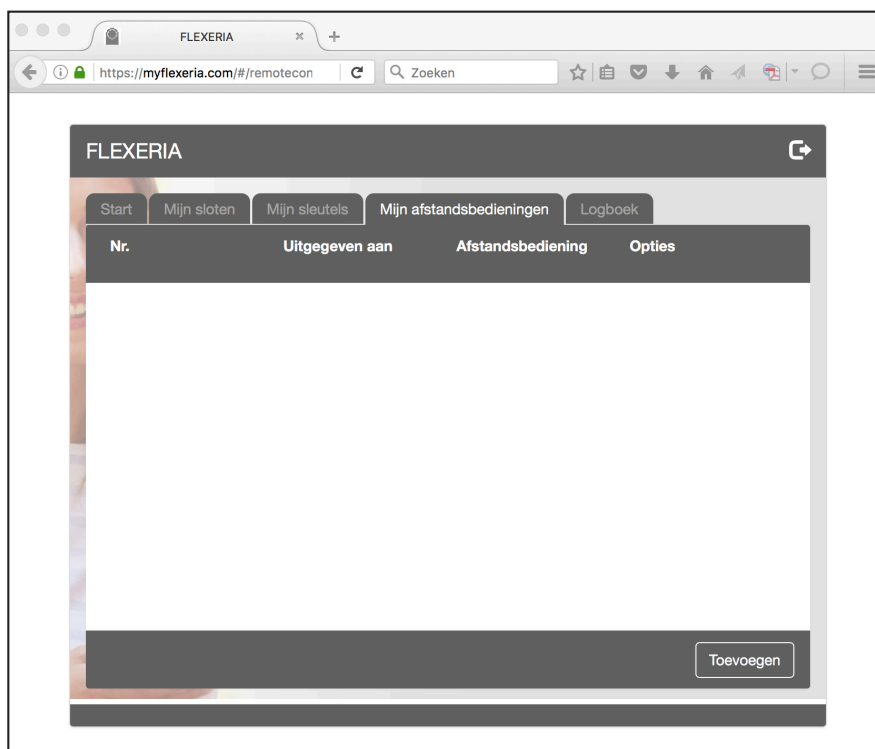 FLEXERIA
https://myflexeria.com/#/remotecon
Zoeken
FLEXERIA
Start Mijn sloten Mijn sleutels Mijn afstandsbedieningen Logboek
Nr. Uitgegeven aan Afstandsbediening Opties
Toevoegen